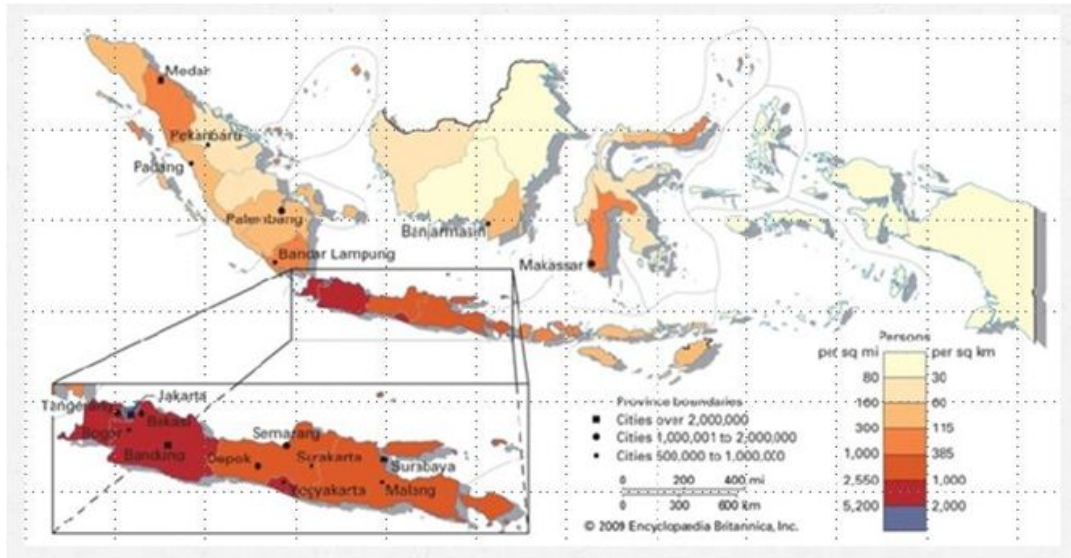 Medan
Pekanbaru
Padang
Palembang
Bandar Lampung
Banjarmasin
Makassar
Jakarta
Tangerang
Bekasi
Bogor
Bandung
Depok
Semarang
Surakarta
Yogyakarta
Surabaya
Malang
Province boundaries
Cities over 2,000,000
Cities 1,000,001 to 2,000,000
Cities 500,000 to 1,000,000
0 200 400 mi
0 300 600 km
© 2009 Encyclopædia Britannica, Inc.
Persons
per sq mi per sq km
80 30
160 60
300 115
1,000 385
2,550 1,000
5,200 2,000